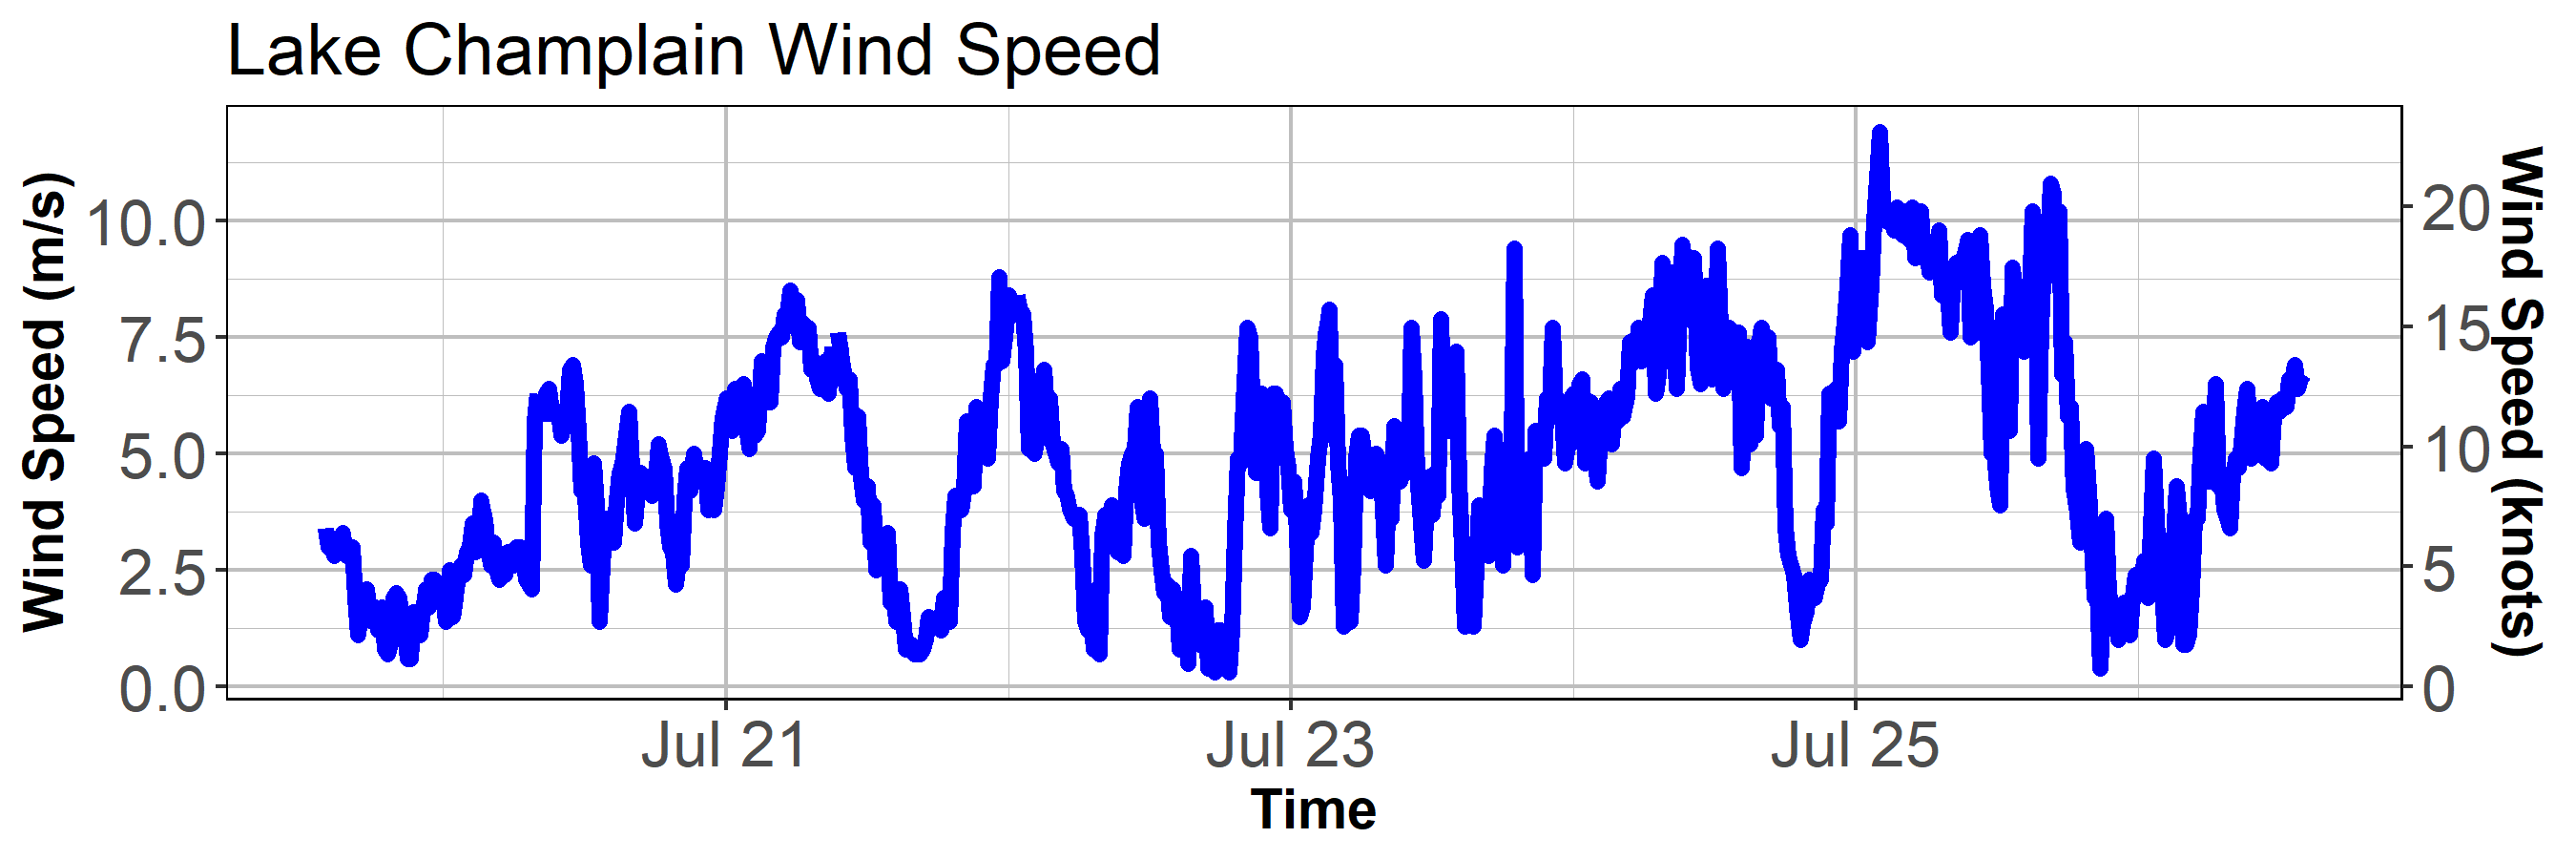 Lake Champlain Wind Speed
Wind Speed (m/s)
10.0
7.5
5.0
2.5
0.0
20
15
10
5
0
Wind Speed (knots)
Jul 21
Jul 23
Jul 25
Time